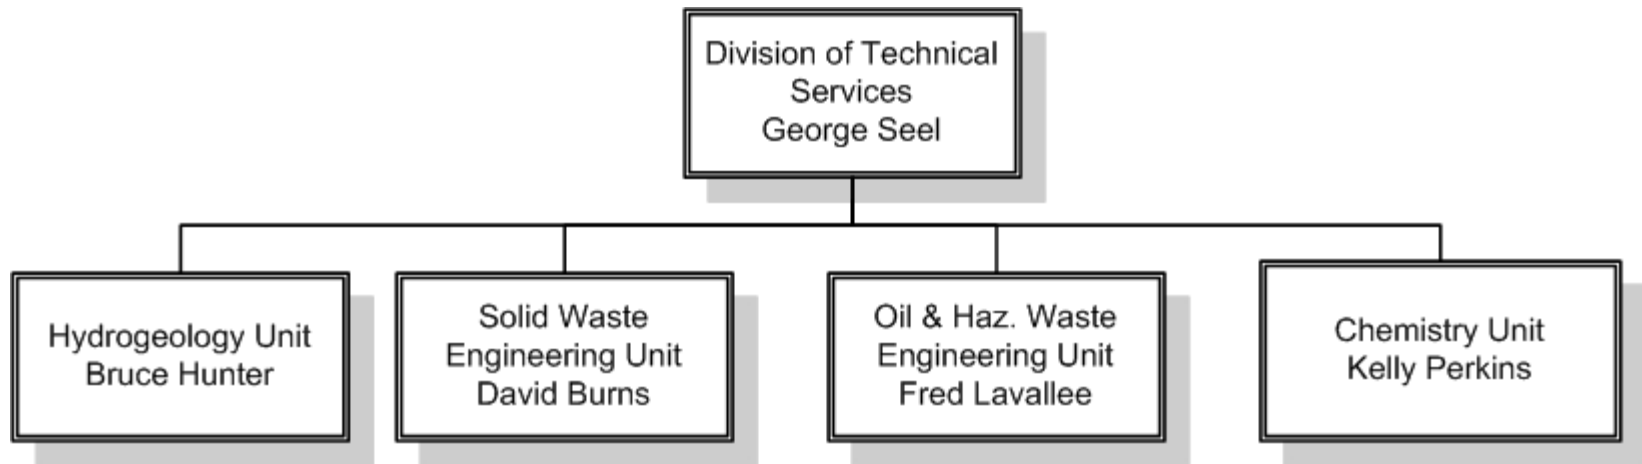 Division of Technical
Services
George Seel
Hydrogeology Unit
Bruce Hunter
Solid Waste
Engineering Unit
David Burns
Oil & Haz. Waste
Engineering Unit
Fred Lavallee
Chemistry Unit
Kelly Perkins